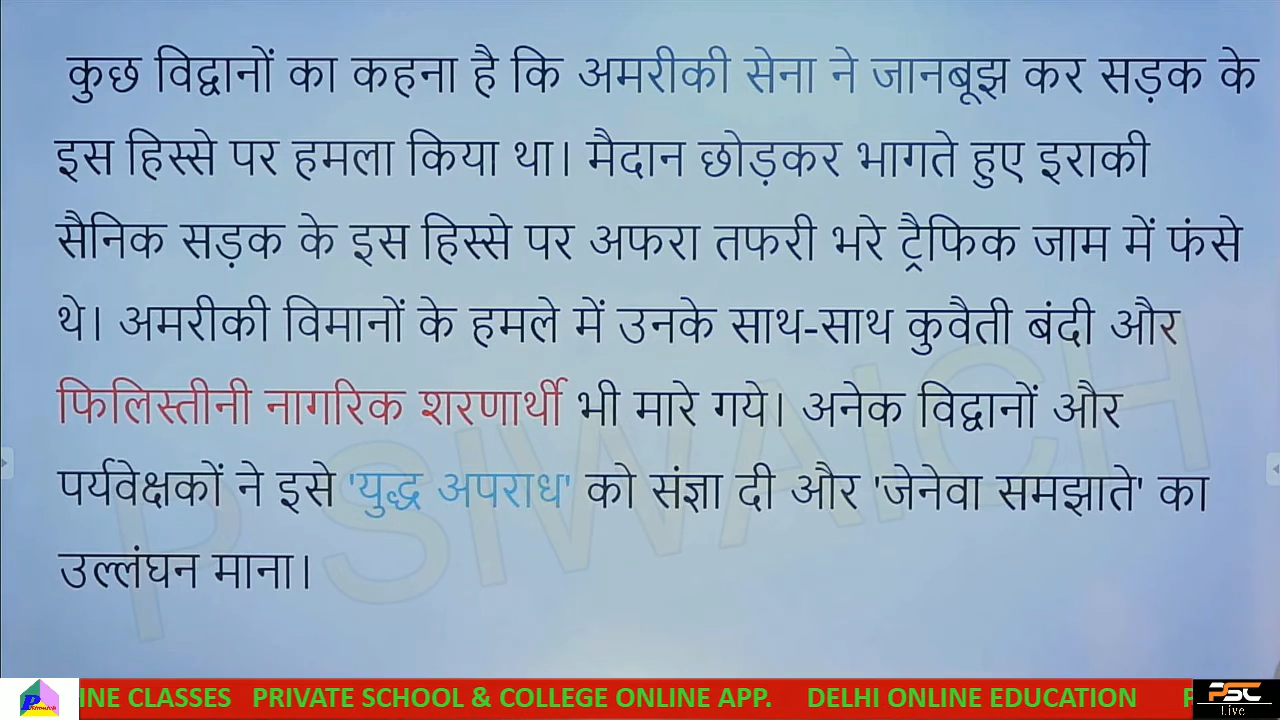 कुछ विद्वानों का कहना है कि अमरीकी सेना ने जानबूझ कर सड़क के
इस हिस्से पर हमला किया था। मैदान छोड़कर भागते हुए इराकी
सैनिक सड़क के इस हिस्से पर अफरा तफरी भरे ट्रैफिक जाम में फंसे
थे। अमरीकी विमानों के हमले में उनके साथ-साथ कुवैती बंदी और
फिलिस्तीनी नागरिक शरणार्थी भी मारे गये। अनेक विद्वानों और
पर्यवेक्षकों ने इसे 'युद्ध अपराध' को संज्ञा दी और 'जेनेवा समझाते' का
उल्लंघन माना।
P SIWAICH
INE CLASSES PRIVATE SCHOOL & COLLEGE ONLINE APP. DELHI ONLINE EDUCATION P
PSC
Live